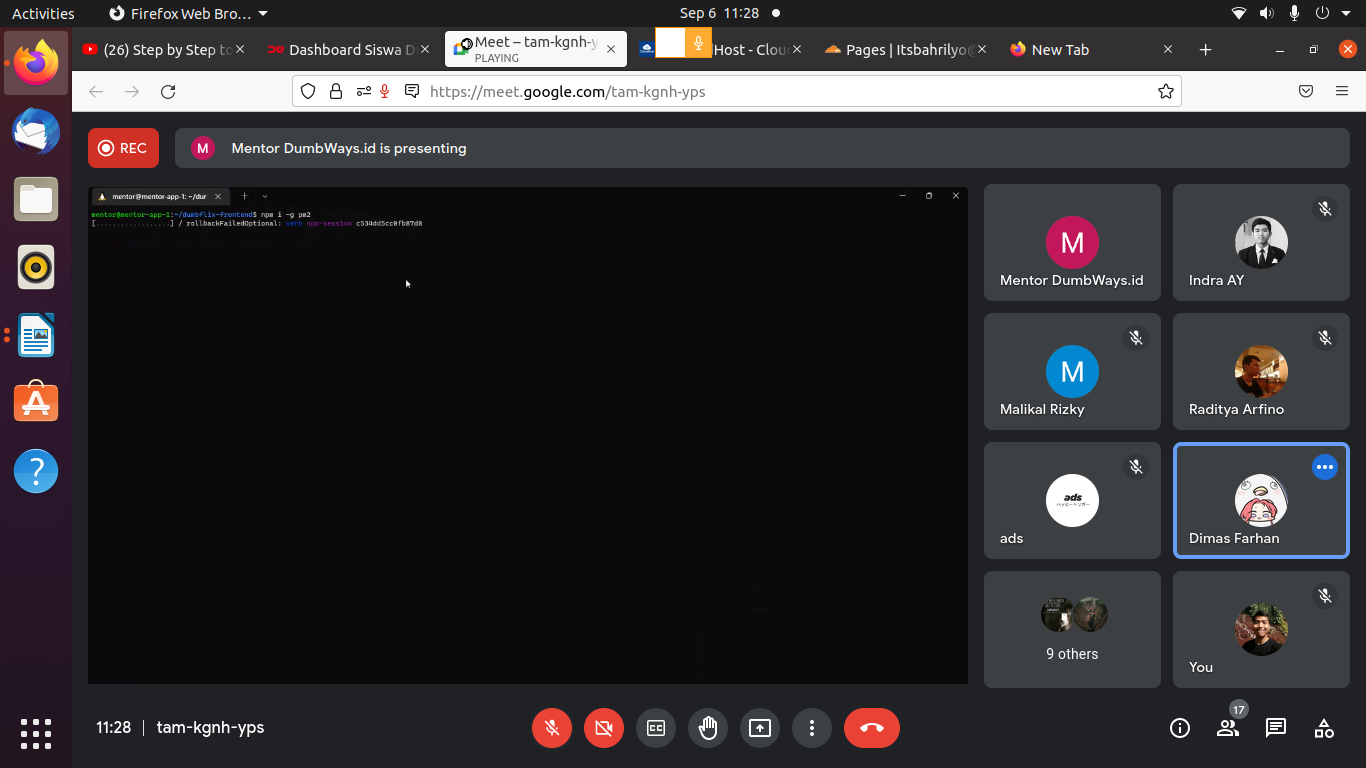 Activities
Firefox Web Bro…
Sep 6 11:28
(26) Step by Step to
Dashboard Siswa D
Meet – tam-kgnh-y
PLAYING
Host - Clou
Pages | Itsbahrilyo@
New Tab
https://meet.google.com/tam-kgnh-yps
REC
M
Mentor DumbWays.id is presenting
mentor@mentor-app-1: ~/dur
mentor@mentor-app-1:~/dumbflix-frontend$ npm i -g pm2
[.................] / rollbackFailedOptional: verb npm-session c534dd5cc0fb87d8
M
Mentor DumbWays.id
Indra AY
M
Malikal Rizky
Raditya Arfino
ads
ads
Dimas Farhan
9 others
You
11:28
tam-kgnh-yps
17